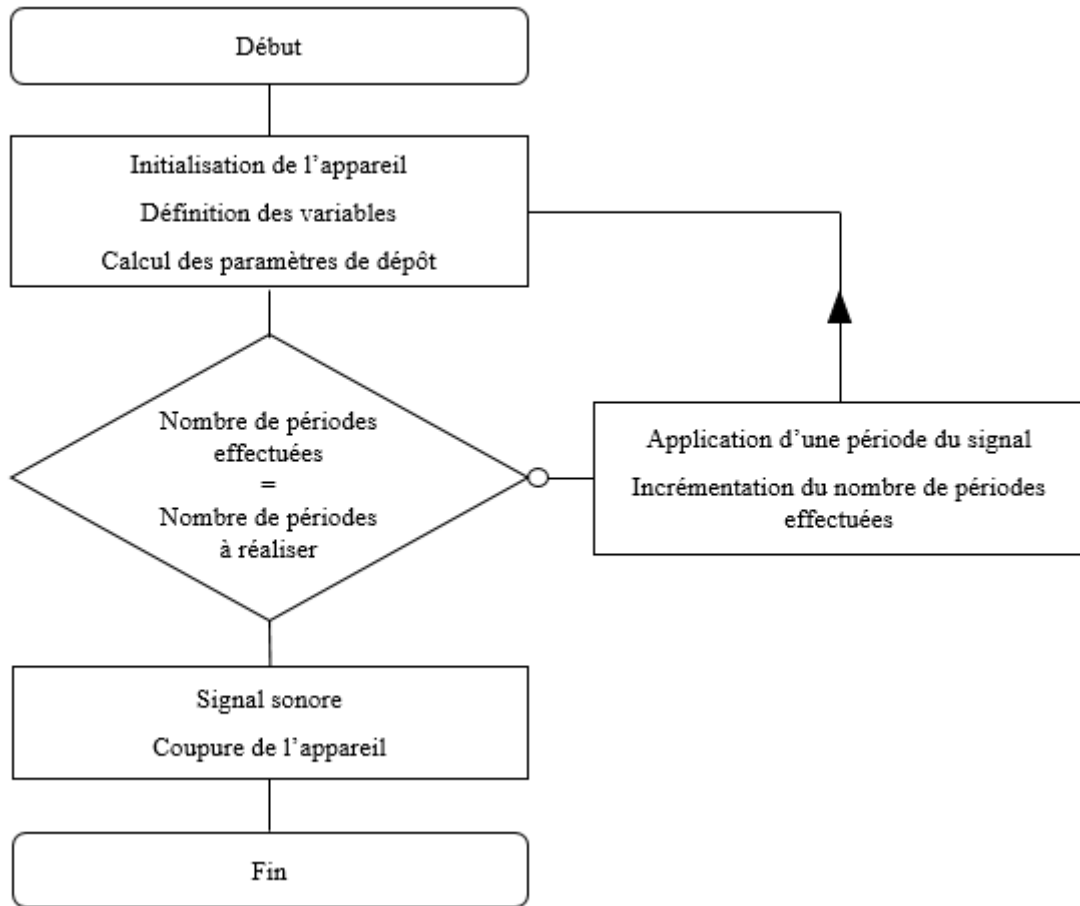 Début
Initialisation de l’appareil
Définition des variables
Calcul des paramètres de dépôt
Nombre de périodes
effectuées
=
Nombre de périodes
à réaliser
Application d’une période du signal
Incrémentation du nombre de périodes
effectuées
Signal sonore
Coupure de l’appareil
Fin